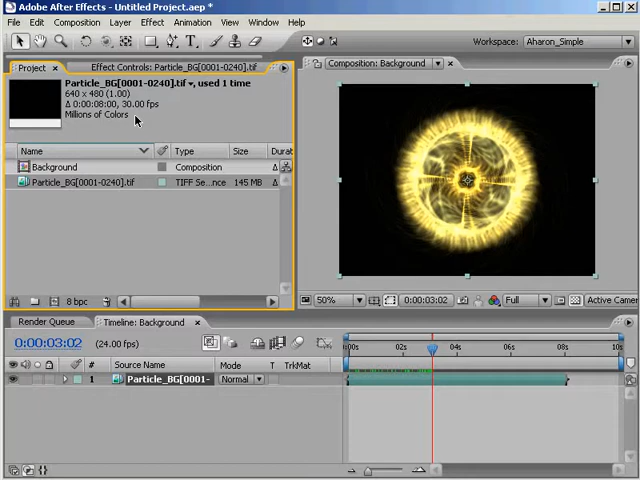 Adobe After Effects - Untitled Project.aep *
File Edit Composition Layer Effect Animation View Window Help
Workspace: Aharon_Simple
Project × Effect Controls: Particle_BG[0001-0240].tif
Composition: Background
Particle_BG[0001-0240].tif , used 1 time
640 x 480 (1.00)
Δ 0:00:08:00, 30.00 fps
Millions of Colors
Name Type Size Durat
Background Composition
Particle_BG[0001-0240].tif TIFF Se...nce 145 MB Δ
8 bpc
50% 0:00:03:02 Full Active Camer
Render Queue Timeline: Background ×
0:00:03:02 (24.00 fps)
# Source Name Mode T TrkMat
:00s 02s 04s 06s 08s 10s
1 Particle_BG[0001- Normal